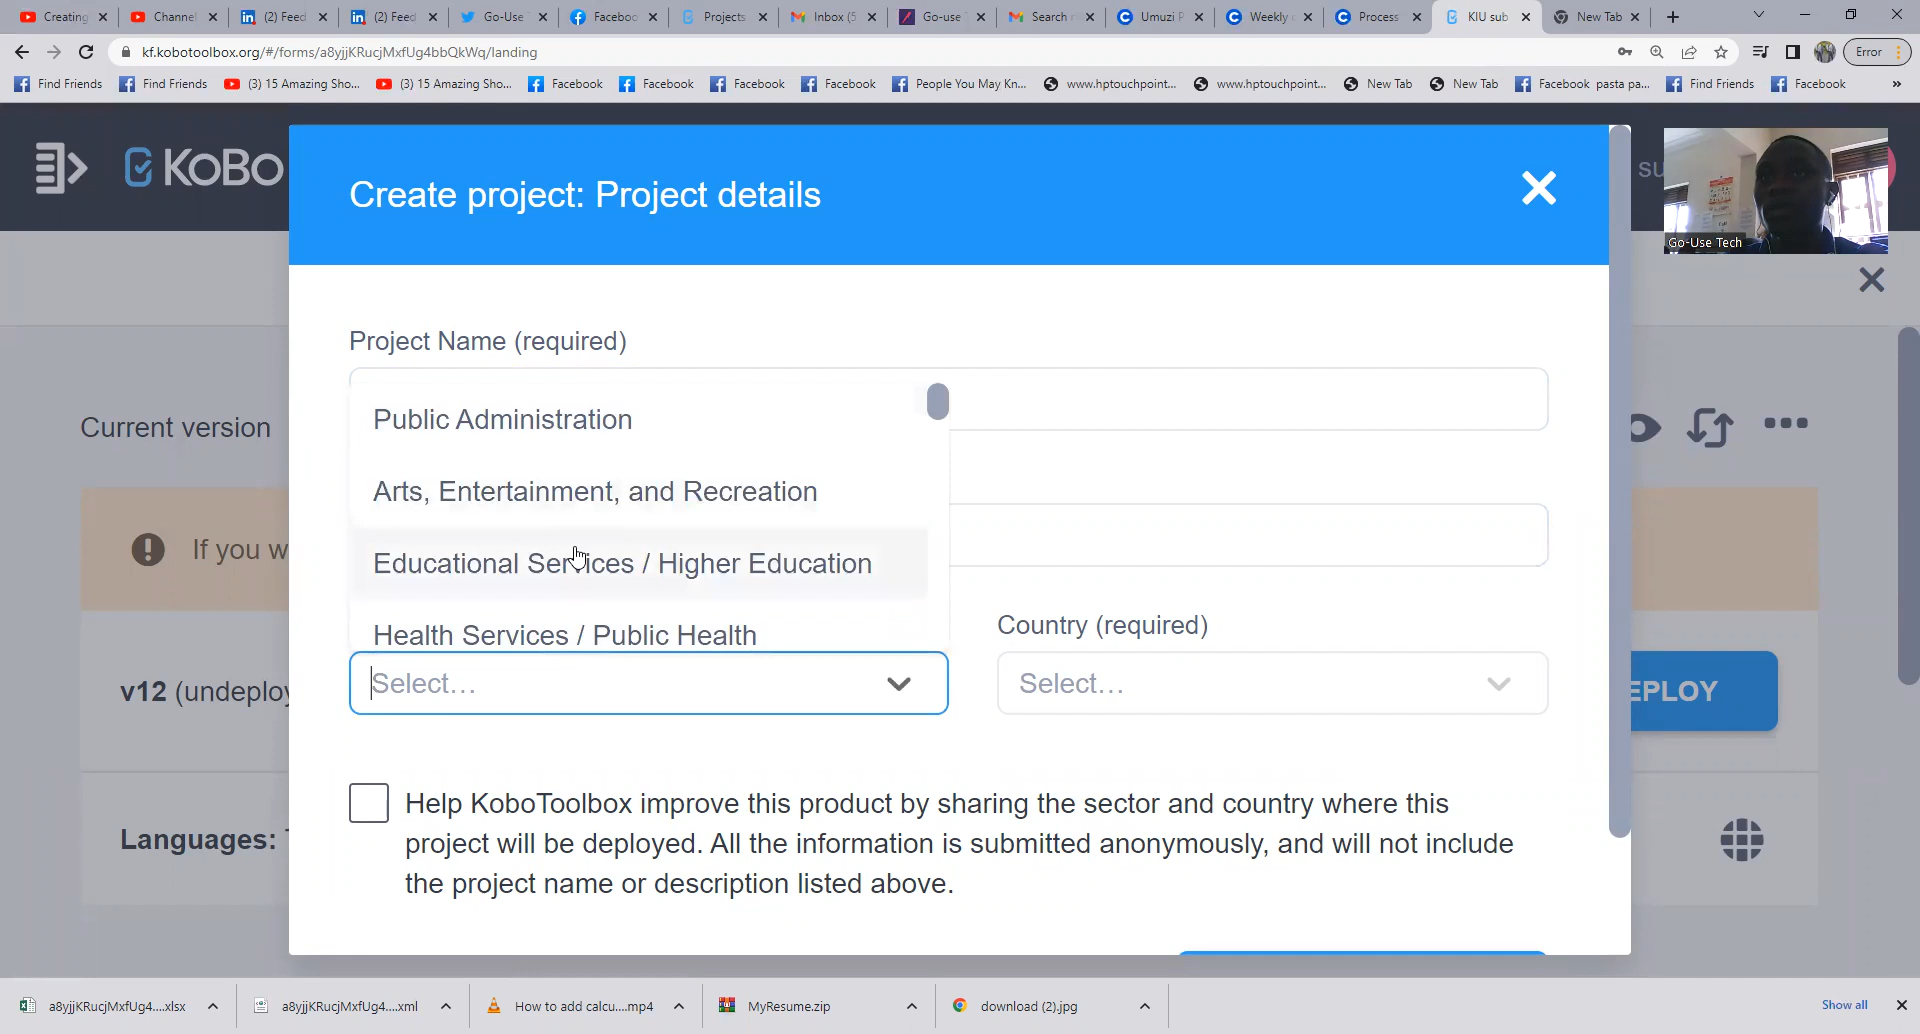 Creating
Channel
(2) Feed
(2) Feed
Go-Use
Faceboo
Projects
Inbox (5
Go-use
Search
Umuzi P
Weekly
Process
KIU sub
New Tab
kf.kobotoolbox.org/#/forms/a8yjjKRucjMxfUg4bbQkWq/landing
Error
Find Friends
Find Friends
(3) 15 Amazing Sho...
(3) 15 Amazing Sho...
Facebook
Facebook
Facebook
Facebook
People You May Kn...
www.hptouchpoint...
www.hptouchpoint...
New Tab
New Tab
Facebook pasta pa...
Find Friends
Facebook
»
KOBO
Create project: Project details
su
Go-Use Tech
Project Name (required)
Public Administration
Arts, Entertainment, and Recreation
Educational Services / Higher Education
Health Services / Public Health
Select...
Country (required)
Select...
Current version
If you w
v12 (undeploy
EPLOY
Languages:
Help KoboToolbox improve this product by sharing the sector and country where this
project will be deployed. All the information is submitted anonymously, and will not include
the project name or description listed above.
a8yjjKRucjMxfUg4....xlsx
a8yjjKRucjMxfUg4....xml
How to add calcu....mp4
MyResume.zip
download (2).jpg
Show all